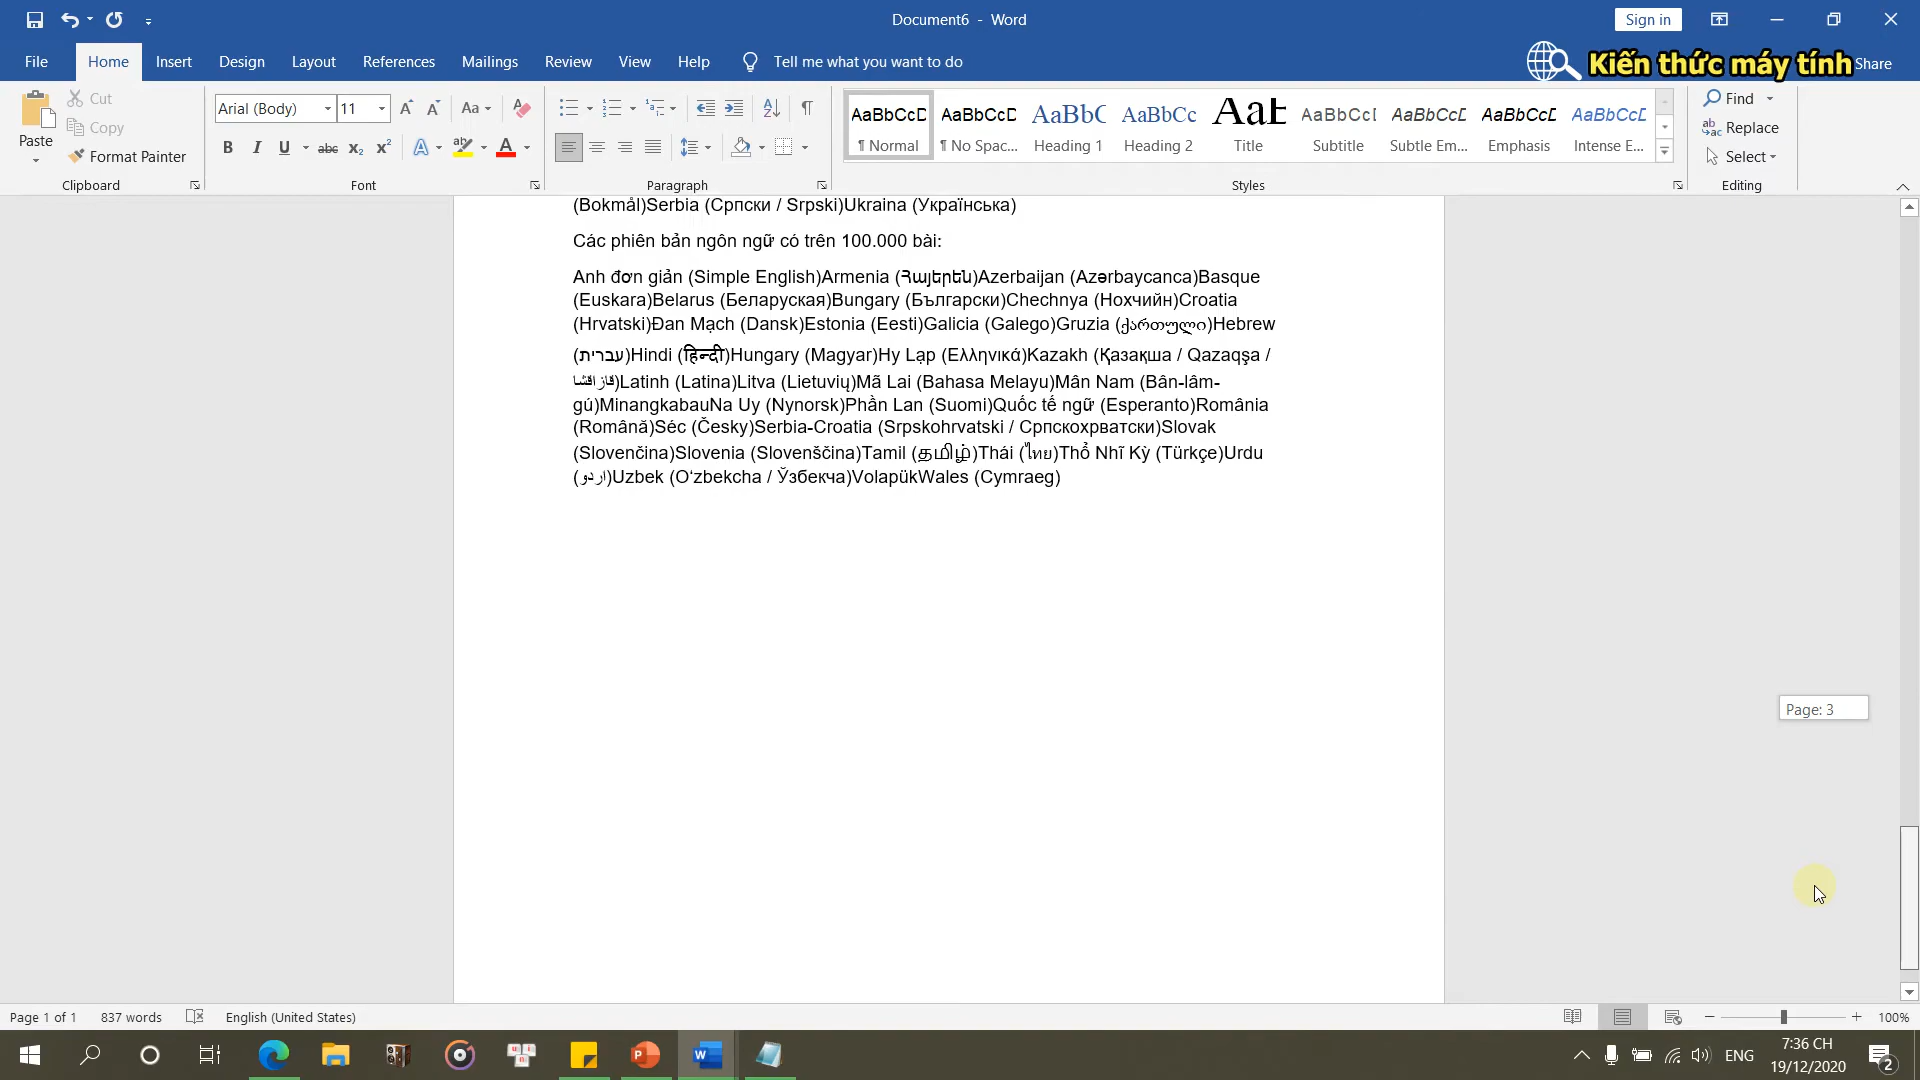 Document6 - Word
Sign in
File Home Insert Design Layout References Mailings Review View Help Tell me what you want to do
Kiến thức máy tính
Share
Paste
Cut
Copy
Format Painter
Clipboard
Arial (Body) 11
Font
Paragraph
AaBbCcD AaBbCcD AaBbC AaBbCc AaB AaBbCcD AaBbCcD AaBbCcD AaBbCcD
¶ Normal ¶ No Spac... Heading 1 Heading 2 Title Subtitle Subtle Em... Emphasis Intense E...
Styles
Find
Replace
Select
Editing
(Bokmål)Serbia (Српски / Srpski)Ukraina (Українська)
Các phiên bản ngôn ngữ có trên 100.000 bài:
Anh đơn giản (Simple English)Armenia (Հայերեն)Azerbaijan (Azərbaycanca)Basque
(Euskara)Belarus (Беларуская)Bungary (Български)Chechnya (Нохчийн)Croatia
(Hrvatski)Đan Mạch (Dansk)Estonia (Eesti)Galicia (Galego)Gruzia (ქართული)Hebrew
(עברית)Hindi (हिन्दी)Hungary (Magyar)Hy Lạp (Ελληνικά)Kazakh (Қазақша / Qazaqşa /
قازاقشا)Latinh (Latina)Litva (Lietuvių)Mã Lai (Bahasa Melayu)Mân Nam (Bân-lâm-
gú)MinangkabauNa Uy (Nynorsk)Phần Lan (Suomi)Quốc tế ngữ (Esperanto)România
(Română)Séc (Česky)Serbia-Croatia (Srpskohrvatski / Српскохрватски)Slovak
(Slovenčina)Slovenia (Slovenščina)Tamil (தமிழ்)Thái (ไทย)Thổ Nhĩ Kỳ (Türkçe)Urdu
(اردو)Uzbek (Oʻzbekcha / Ўзбекча)VolapükWales (Cymraeg)
Page: 3
Page 1 of 1 837 words English (United States) 100%
ENG
7:36 CH
19/12/2020
2